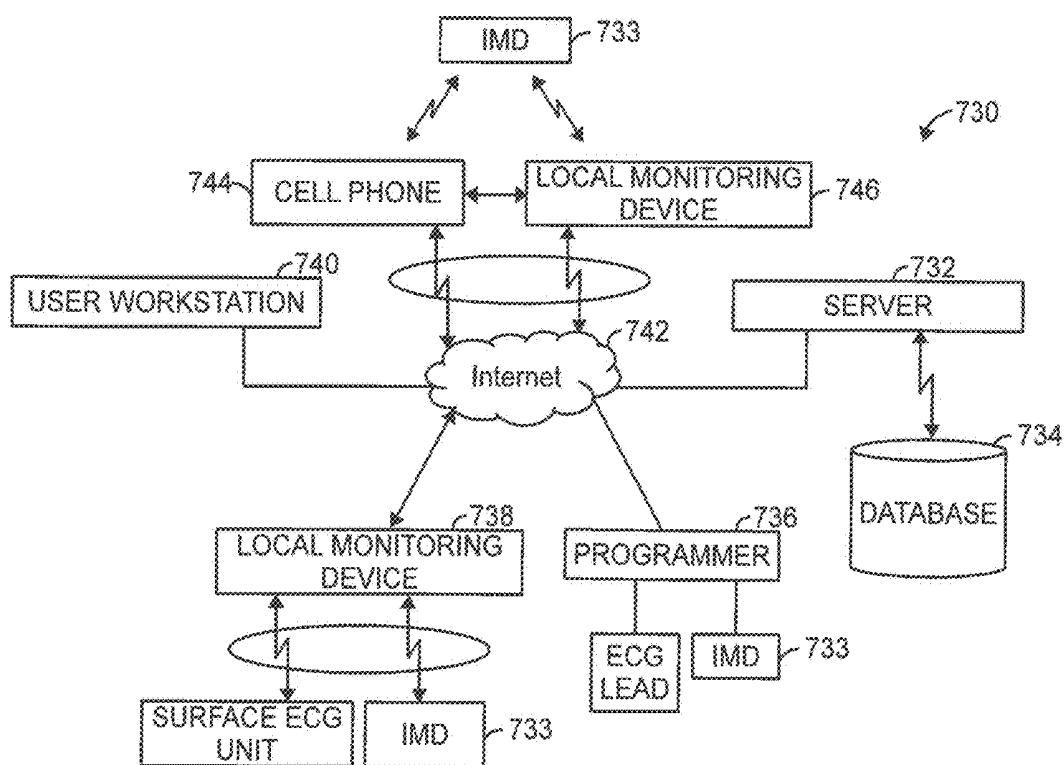 IMD 733
730
744 CELL PHONE
LOCAL MONITORING
DEVICE
746
740
USER WORKSTATION
732
SERVER
742
Internet
734
DATABASE
738
LOCAL MONITORING
DEVICE
736
PROGRAMMER
ECG
LEAD
IMD 733
SURFACE ECG
UNIT
IMD 733